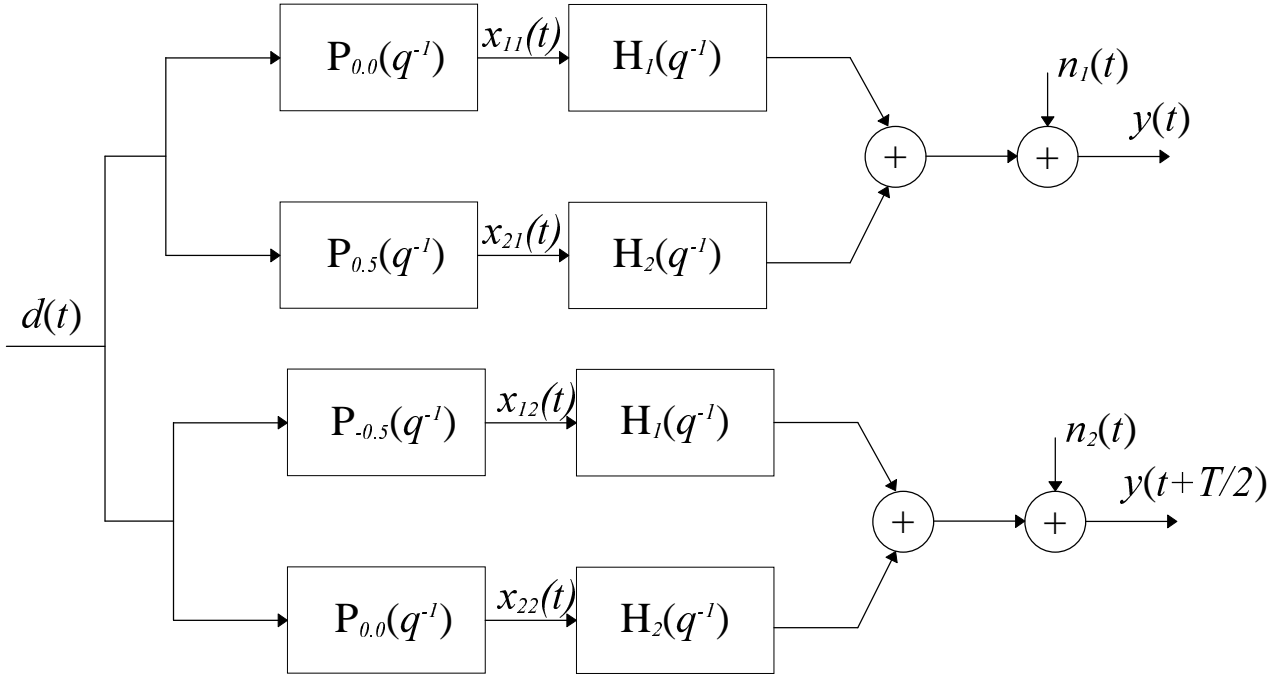 P₀.₀(q⁻¹) x₁₁(t) H₁(q⁻¹) n₁(t)
+ + y(t)
P₀.₅(q⁻¹) x₂₁(t) H₂(q⁻¹)
d(t)
P₋₀.₅(q⁻¹) x₁₂(t) H₁(q⁻¹) n₂(t)
+ + y(t+T/2)
P₀.₀(q⁻¹) x₂₂(t) H₂(q⁻¹)